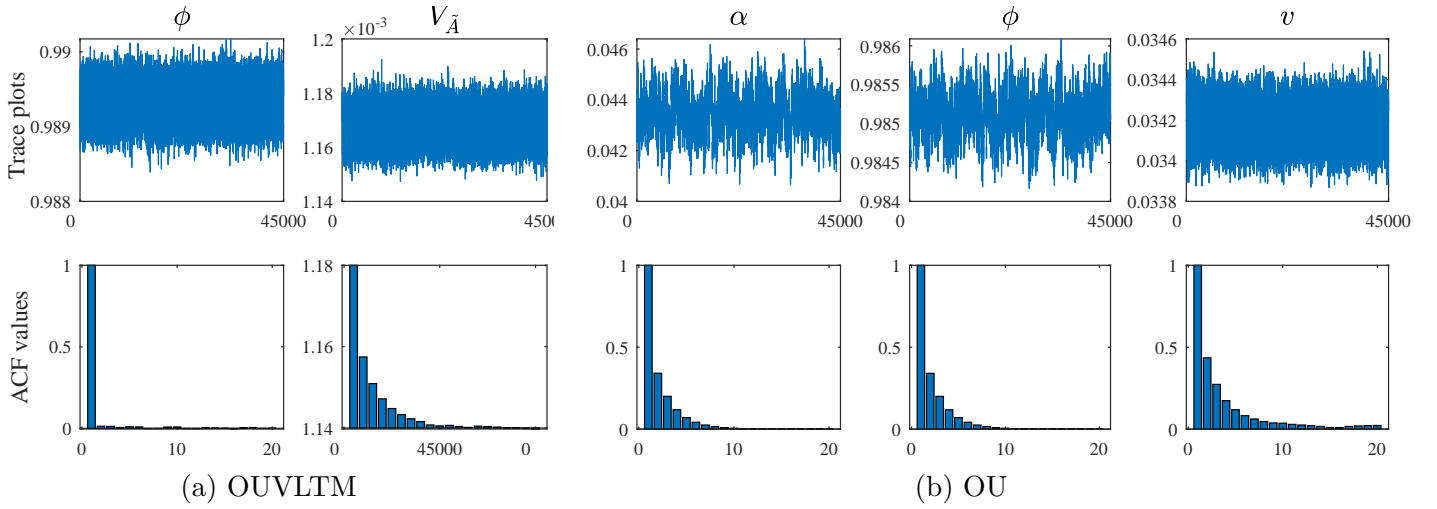 ϕ V_Ã α ϕ v
×10⁻³
0.99 1.2 0.046 0.986 0.0346
0.0344
1.18 0.044 0.9855
0.989 0.985 0.0342
1.16 0.042 0.9845 0.034
0.988 1.14 0.04 0.984 0.0338
Trace plots
0 45000 0 4500 0 45000 0 45000 0 45000
1 1.18 1 1 1
0.5 1.16 0.5 0.5 0.5
0 1.14 0 0 0
ACF values
0 10 20 0 45000 0 0 10 20 0 10 20 0 10 20
(a) OUVLTM (b) OU